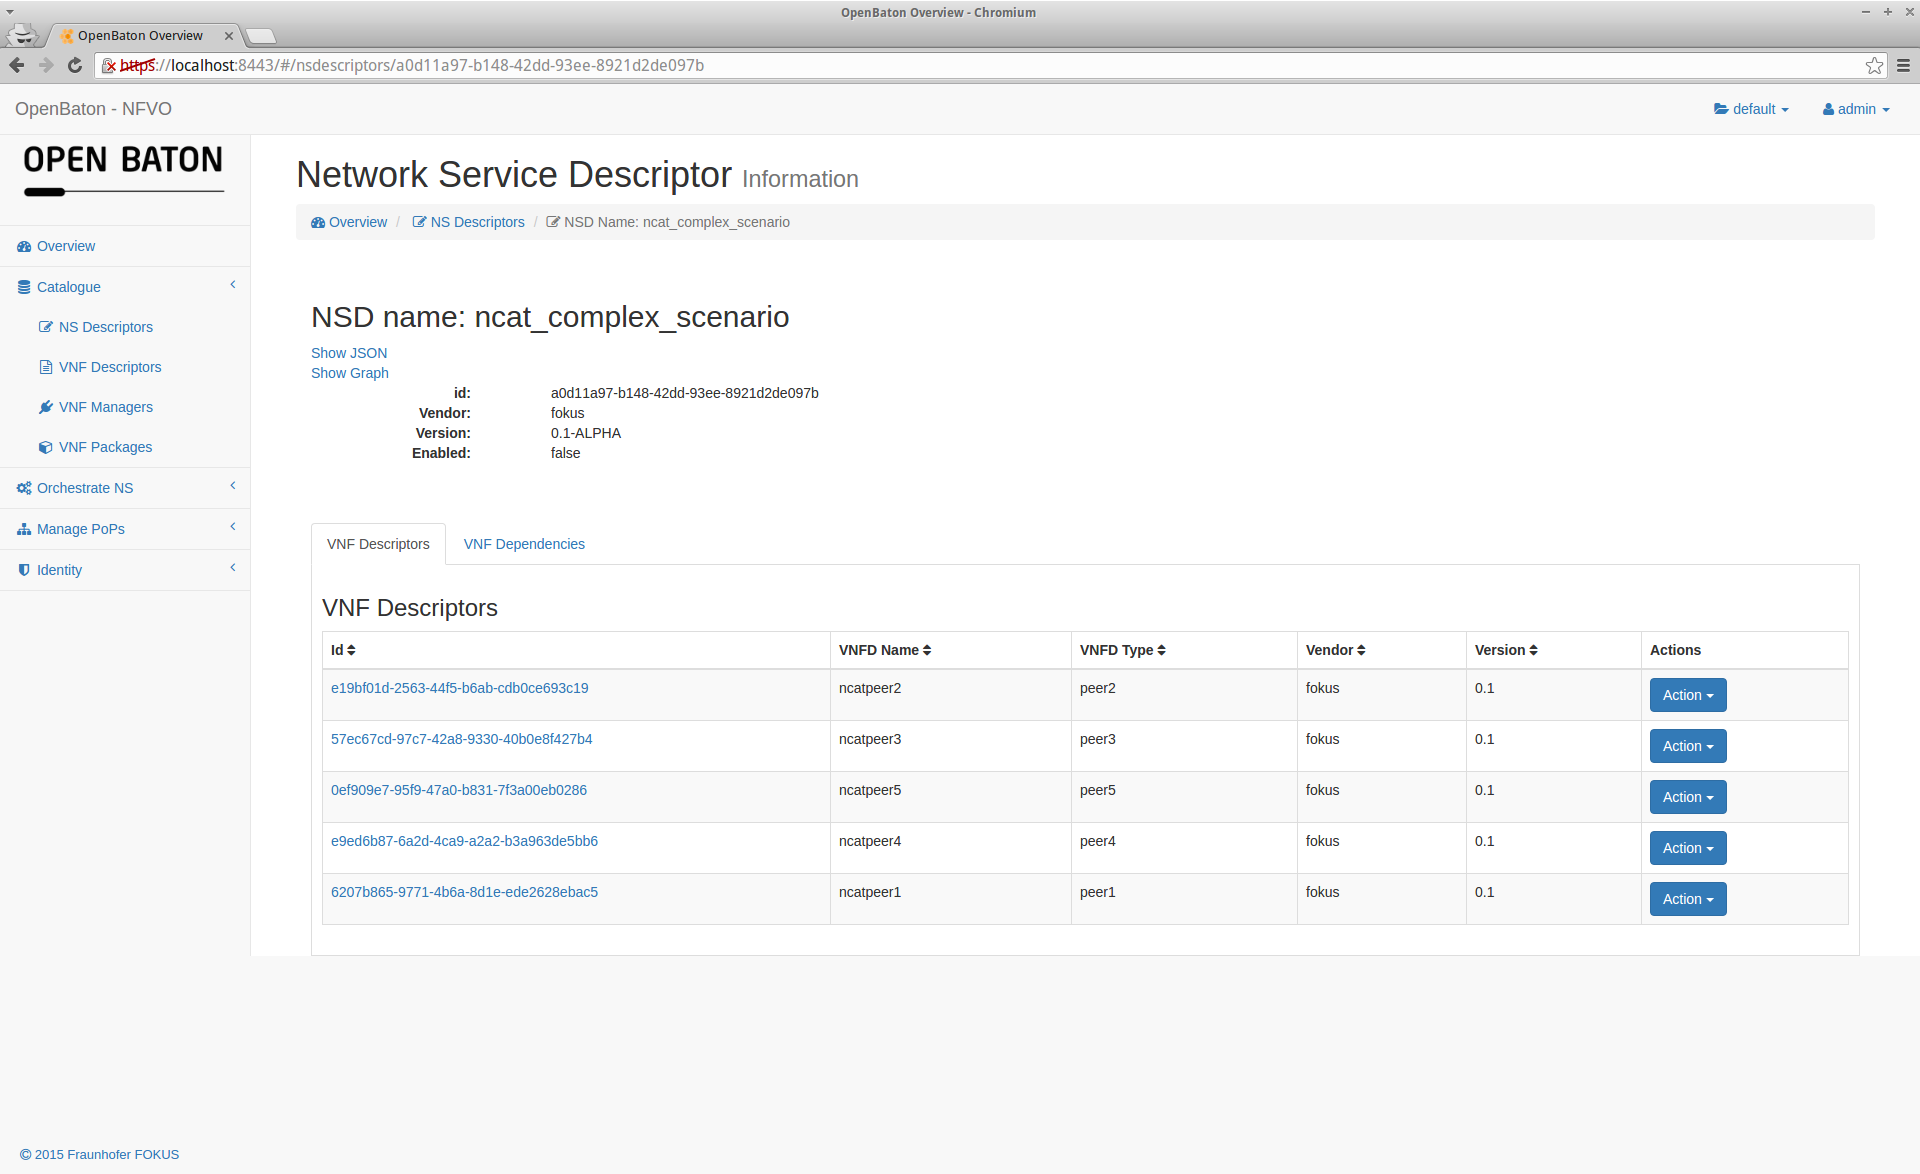 OpenBaton Overview - Chromium
OpenBaton Overview
https://localhost:8443/#/nsdescriptors/a0d11a97-b148-42dd-93ee-8921d2de097b
OpenBaton - NFVO
default
admin
OPEN BATON
Overview
Catalogue
NS Descriptors
VNF Descriptors
VNF Managers
VNF Packages
Orchestrate NS
Manage PoPs
Identity
Network Service Descriptor Information
Overview / NS Descriptors / NSD Name: ncat_complex_scenario
NSD name: ncat_complex_scenario
Show JSON
Show Graph
id: a0d11a97-b148-42dd-93ee-8921d2de097b
Vendor: fokus
Version: 0.1-ALPHA
Enabled: false
VNF Descriptors VNF Dependencies
VNF Descriptors
Id VNFD Name VNFD Type Vendor Version Actions
e19bf01d-2563-44f5-b6ab-cdb0ce693c19 ncatpeer2 peer2 fokus 0.1 Action
57ec67cd-97c7-42a8-9330-40b0e8f427b4 ncatpeer3 peer3 fokus 0.1 Action
0ef909e7-95f9-47a0-b831-7f3a00eb0286 ncatpeer5 peer5 fokus 0.1 Action
e9ed6b87-6a2d-4ca9-a2a2-b3a963de5bb6 ncatpeer4 peer4 fokus 0.1 Action
6207b865-9771-4b6a-8d1e-ede2628ebac5 ncatpeer1 peer1 fokus 0.1 Action
© 2015 Fraunhofer FOKUS